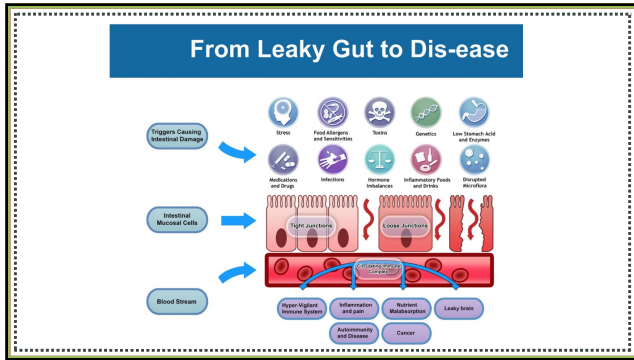 From Leaky Gut to Dis-ease
Triggers Causing
Intestinal Damage
Stress
Food Allergens
and Sensitivities
Toxins
Genetics
Low Stomach Acid
and Enzymes
Medications
and Drugs
Infections
Hormone
Imbalances
Inflammatory Foods
and Drinks
Disrupted
Microflora
Intestinal
Mucosal Cells
Tight Junctions
Loose Junctions
Blood Stream
Circulating Immune
Complex
Hyper-Vigilant
Immune System
Inflammation
and pain
Nutrient
Malabsorption
Leaky brain
Autoimmunity
and Disease
Cancer